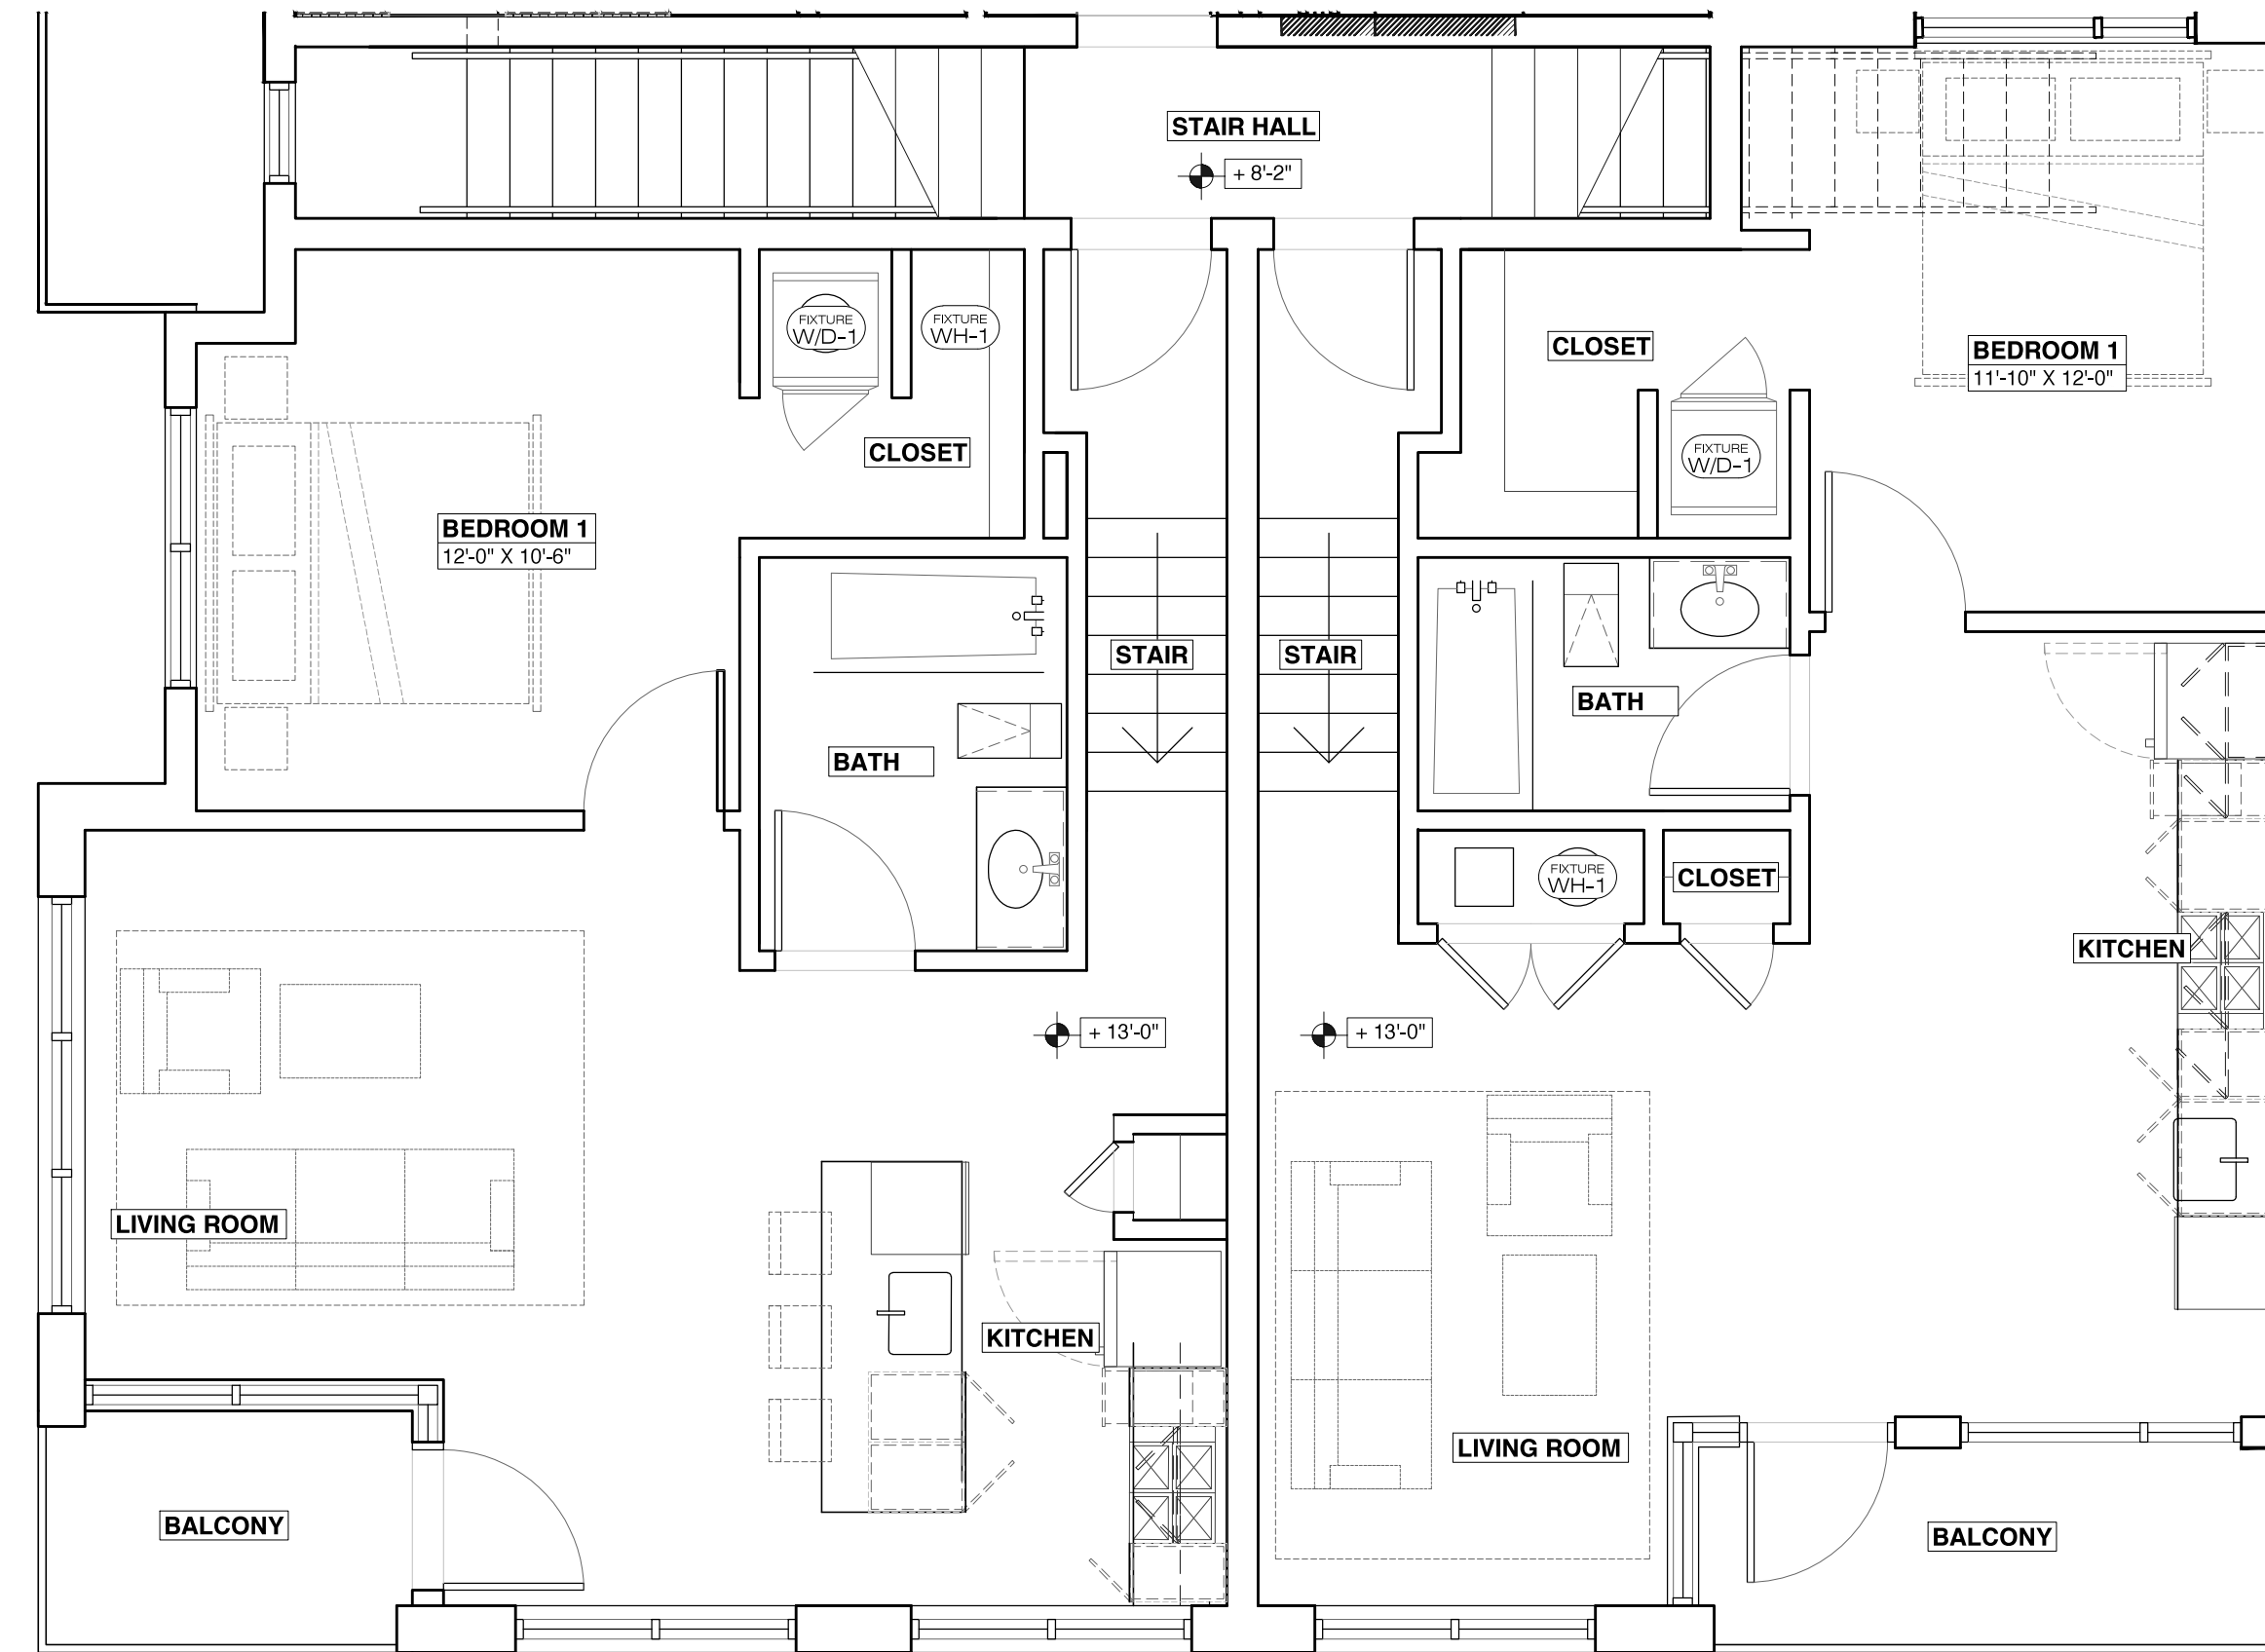 STAIR HALL
+ 8'-2"
FIXTURE
W/D-1
FIXTURE
WH-1
CLOSET
BEDROOM 1
12'-0" X 10'-6"
CLOSET
BEDROOM 1
11'-10" X 12'-0"
FIXTURE
W/D-1
STAIR
STAIR
BATH
BATH
FIXTURE
WH-1
CLOSET
KITCHEN
+ 13'-0"
+ 13'-0"
LIVING ROOM
KITCHEN
LIVING ROOM
BALCONY
BALCONY